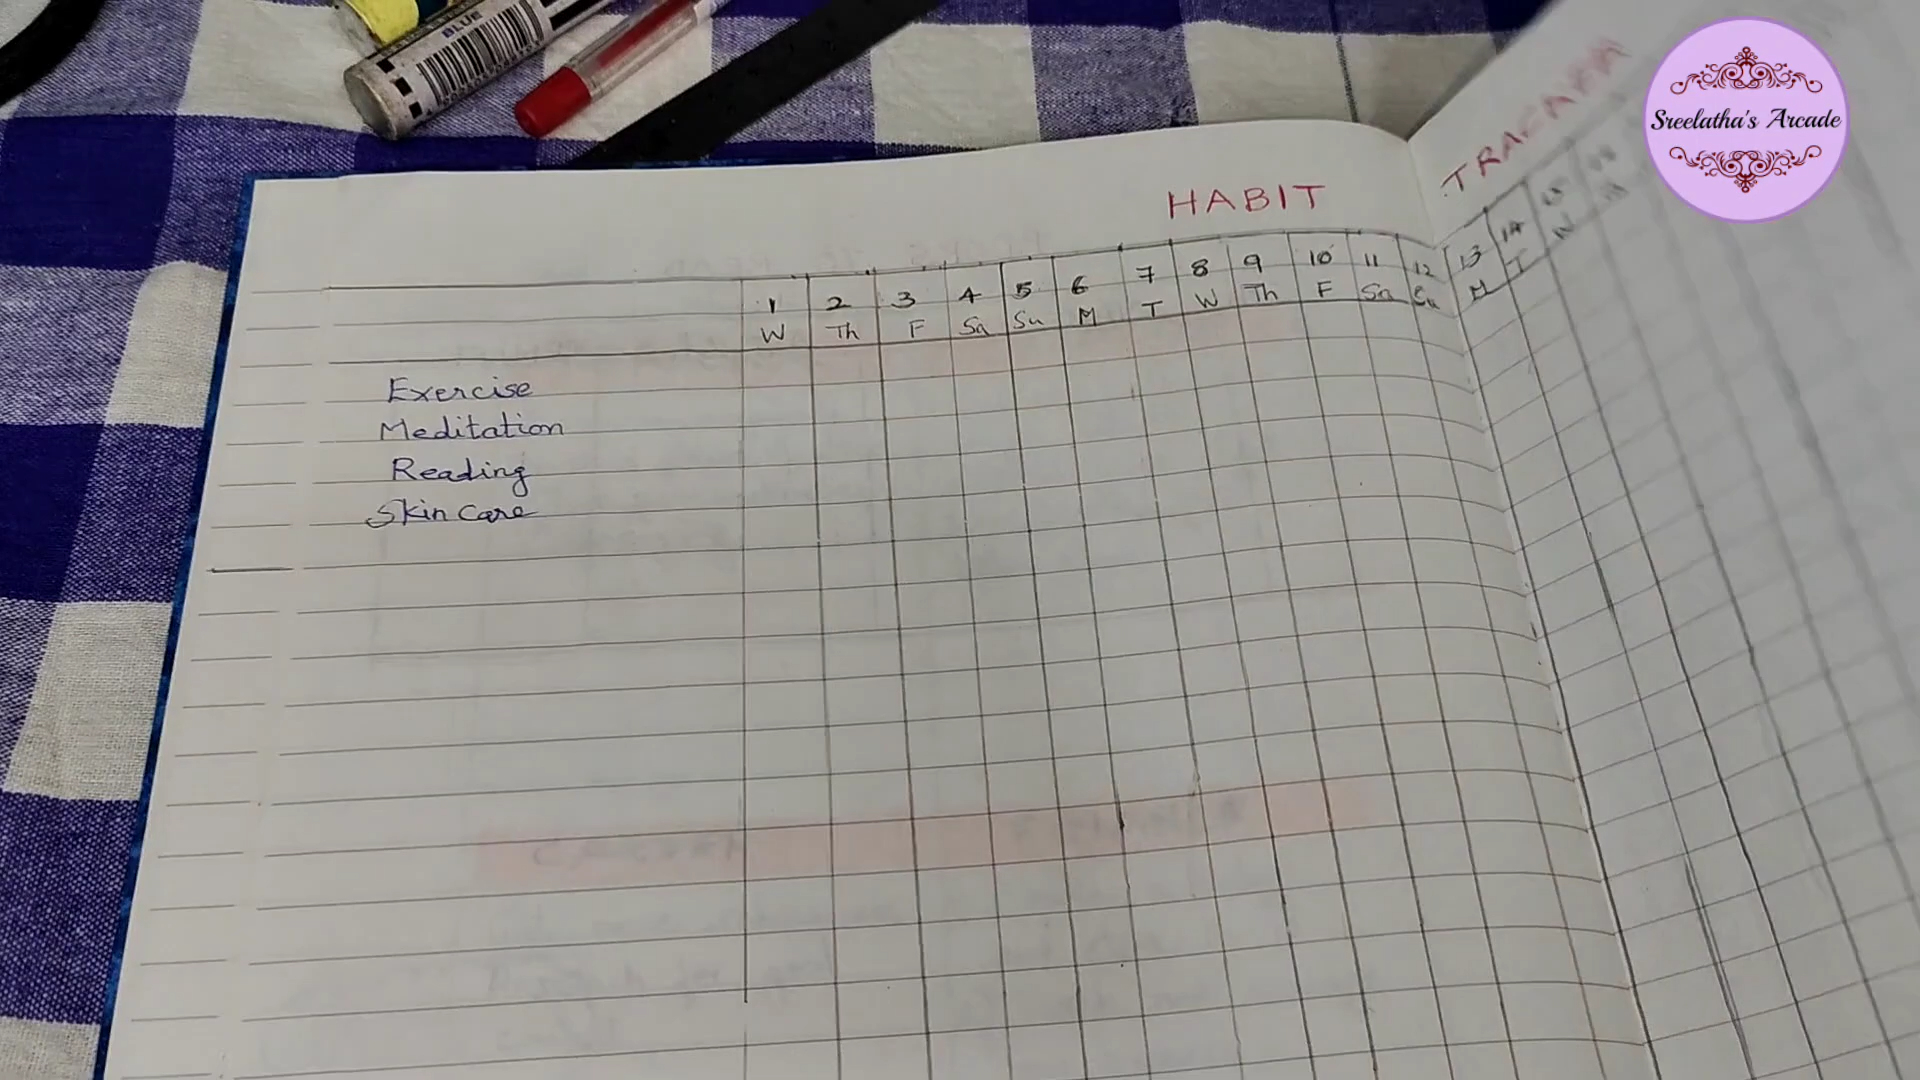 BLUE
Sreelatha's Arcade
HABIT TRACKER
1 2 3 4 5 6 7 8 9 10 11 12 13 14 15
W Th F Sa Su M T W Th F Sa Su M T W
Exercise
Meditation
Reading
Skin Care